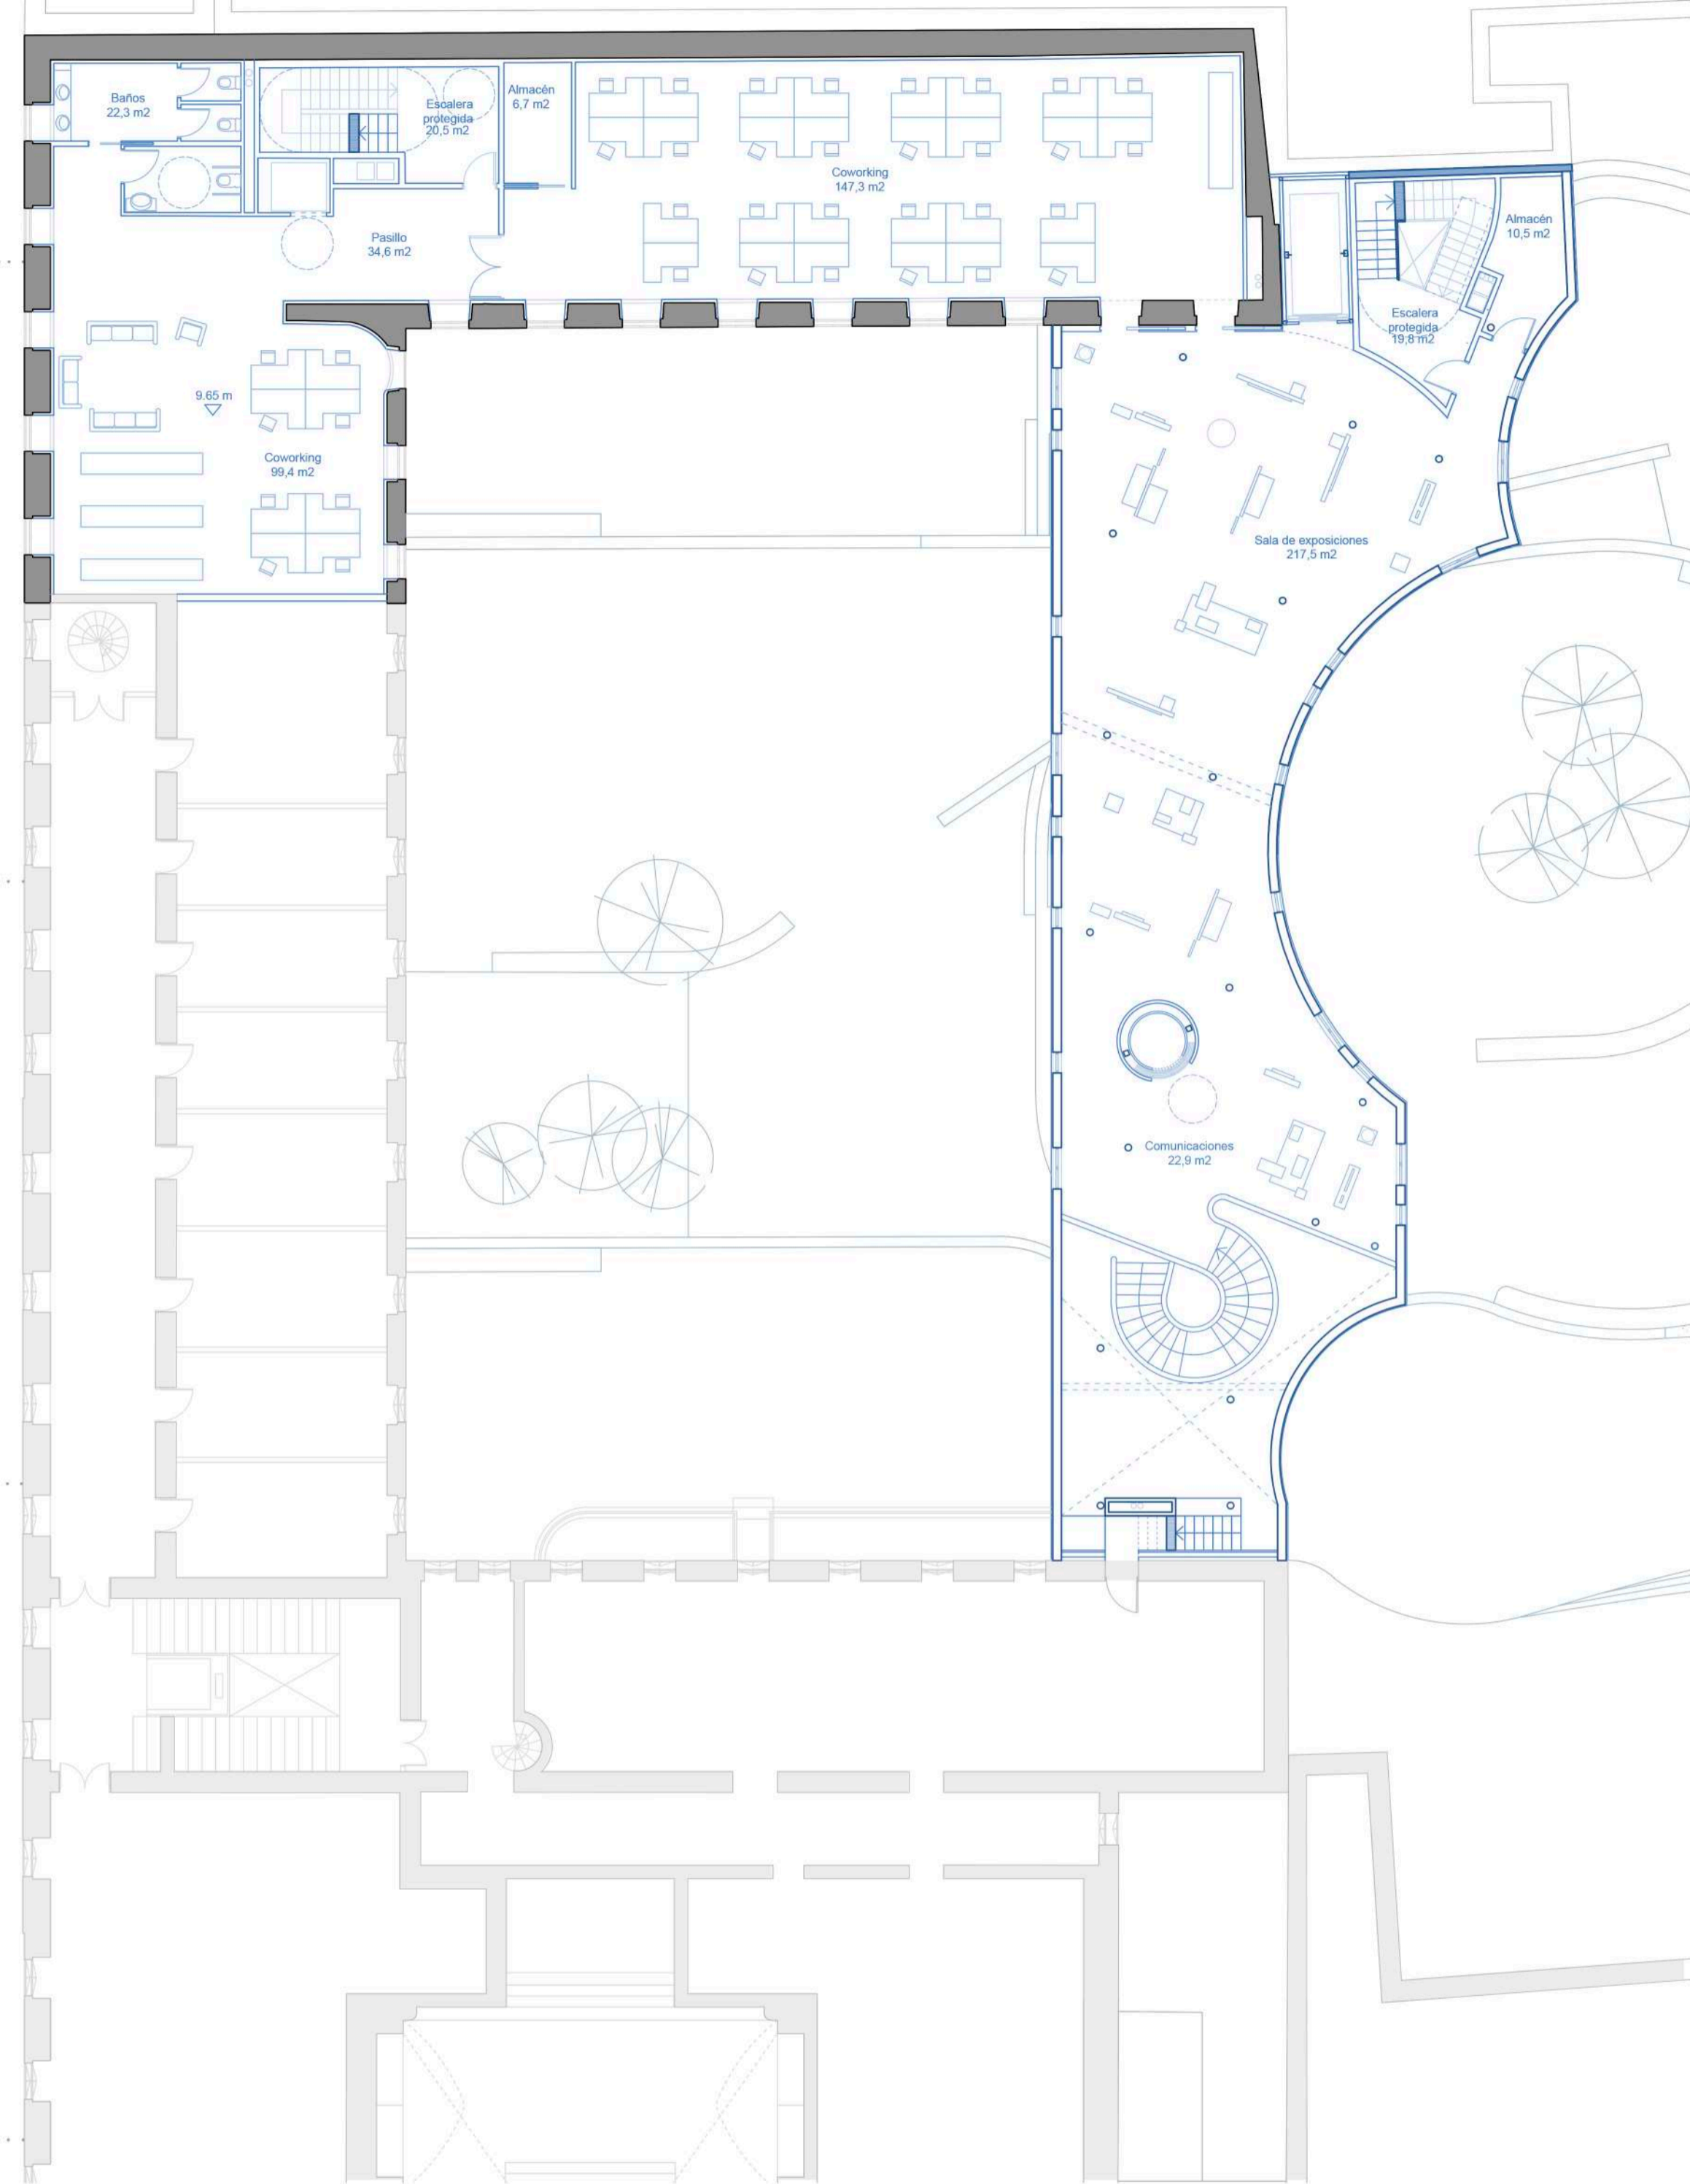 Baños
22,3 m2
Escalera
protegida
20,5 m2
Almacén
6,7 m2
Coworking
147,3 m2
Pasillo
34,6 m2
Almacén
10,5 m2
Escalera
protegida
19,8 m2
9.65 m
Coworking
99,4 m2
Sala de exposiciones
217,5 m2
Comunicaciones
22,9 m2